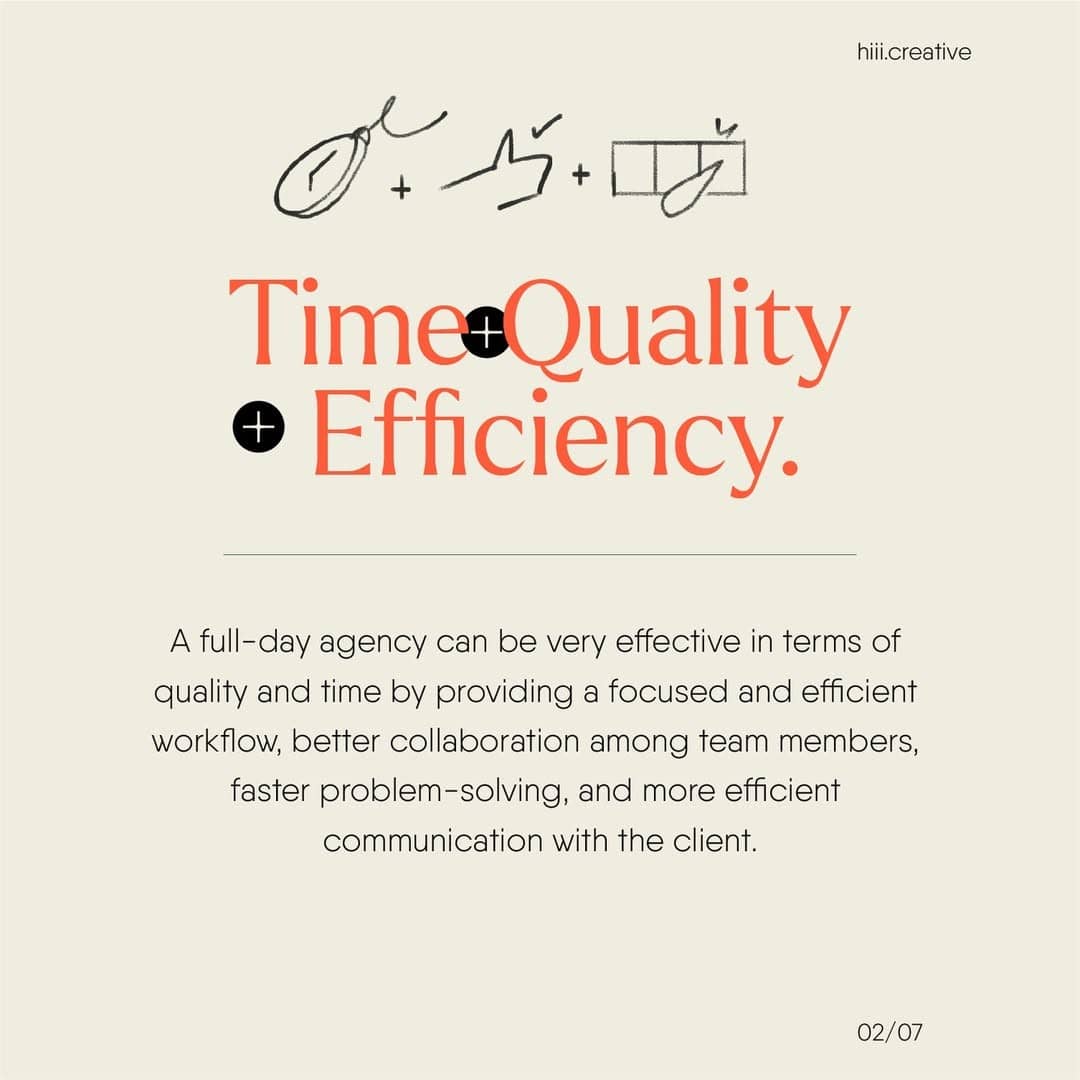 hiii.creative
+ +
Time+Quality
+ Efficiency.
A full-day agency can be very effective in terms of
quality and time by providing a focused and efficient
workflow, better collaboration among team members,
faster problem-solving, and more efficient
communication with the client.
02/07